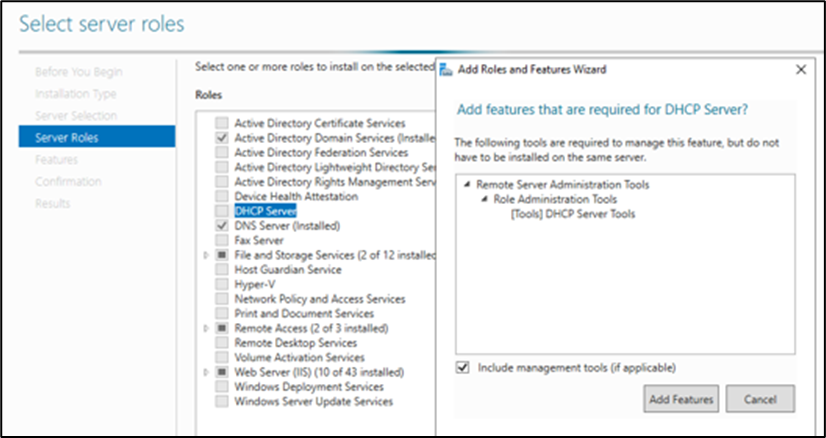 Select server roles
Before You Begin
Installation Type
Server Selection
Server Roles
Features
Confirmation
Results
Select one or more roles to install on the selected
Roles
Active Directory Certificate Services
Active Directory Domain Services (Installe
Active Directory Federation Services
Active Directory Lightweight Directory Ser
Active Directory Rights Management Serv
Device Health Attestation
DHCP Server
DNS Server (Installed)
Fax Server
File and Storage Services (2 of 12 installed
Host Guardian Service
Hyper-V
Network Policy and Access Services
Print and Document Services
Remote Access (2 of 3 installed)
Remote Desktop Services
Volume Activation Services
Web Server (IIS) (10 of 43 installed)
Windows Deployment Services
Windows Server Update Services
Add Roles and Features Wizard
Add features that are required for DHCP Server?
The following tools are required to manage this feature, but do not
have to be installed on the same server.
Remote Server Administration Tools
Role Administration Tools
[Tools] DHCP Server Tools
Include management tools (if applicable)
Add Features
Cancel